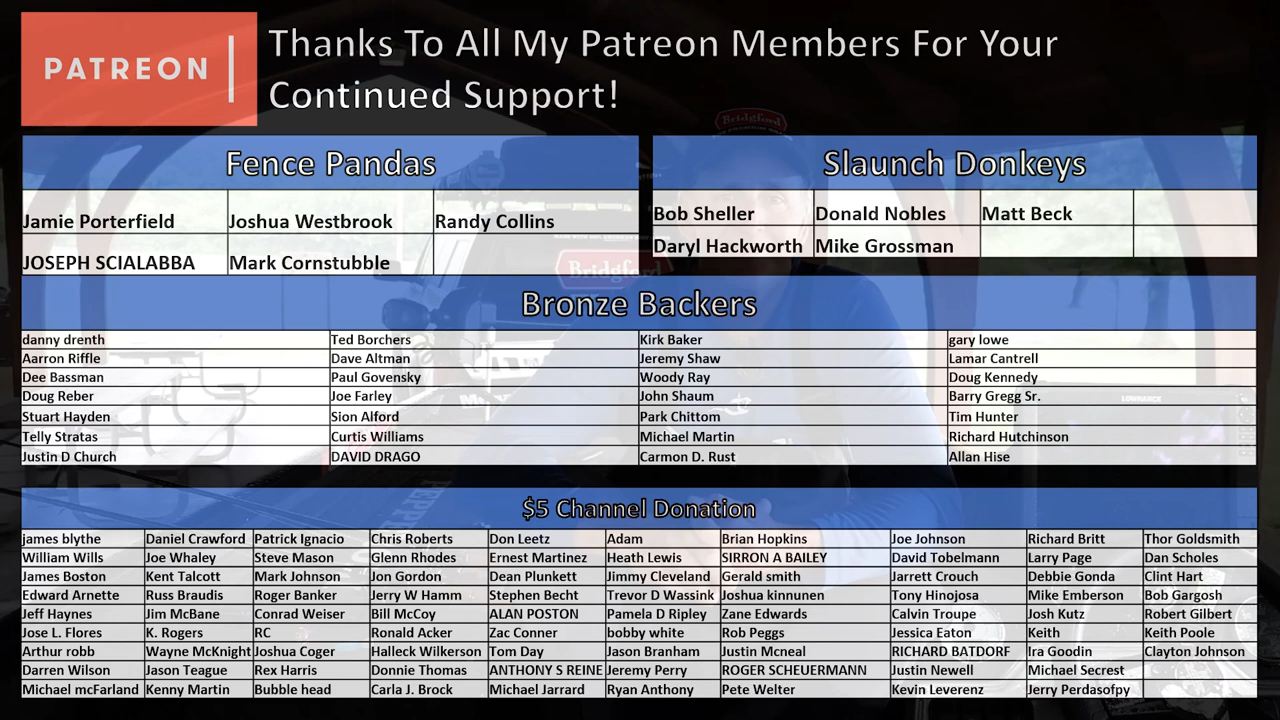 PATREON
Thanks To All My Patreon Members For Your
Continued Support!
Bridgford
Fence Pandas
Jamie Porterfield Joshua Westbrook Randy Collins
JOSEPH SCIALABBA Mark Cornstubble
Slaunch Donkeys
Bob Sheller Donald Nobles Matt Beck
Daryl Hackworth Mike Grossman
Bridgford
Bronze Backers
danny drenth Ted Borchers Kirk Baker gary lowe
Aarron Riffle Dave Altman Jeremy Shaw Lamar Cantrell
Dee Bassman Paul Govensky Woody Ray Doug Kennedy
Doug Reber Joe Farley John Shaum Barry Gregg Sr.
Stuart Hayden Sion Alford Park Chittom Tim Hunter
Telly Stratas Curtis Williams Michael Martin Richard Hutchinson
Justin D Church DAVID DRAGO Carmon D. Rust Allan Hise
LOWRANCE
$5 Channel Donation
james blythe Daniel Crawford Patrick Ignacio Chris Roberts Don Leetz Adam Brian Hopkins Joe Johnson Richard Britt Thor Goldsmith
William Wills Joe Whaley Steve Mason Glenn Rhodes Ernest Martinez Heath Lewis SIRRON A BAILEY David Tobelmann Larry Page Dan Scholes
James Boston Kent Talcott Mark Johnson Jon Gordon Dean Plunkett Jimmy Cleveland Gerald smith Jarrett Crouch Debbie Gonda Clint Hart
Edward Arnette Russ Braudis Roger Banker Jerry W Hamm Stephen Becht Trevor D Wassink Joshua kinnunen Tony Hinojosa Mike Emberson Bob Gargosh
Jeff Haynes Jim McBane Conrad Weiser Bill McCoy ALAN POSTON Pamela D Ripley Zane Edwards Calvin Troupe Josh Kutz Robert Gilbert
Jose L. Flores K. Rogers RC Ronald Acker Zac Conner bobby white Rob Peggs Jessica Eaton Keith Keith Poole
Arthur robb Wayne McKnight Joshua Coger Halleck Wilkerson Tom Day Jason Branham Justin Mcneal RICHARD BATDORF Ira Goodin Clayton Johnson
Darren Wilson Jason Teague Rex Harris Donnie Thomas ANTHONY S REINE Jeremy Perry ROGER SCHEUERMANN Justin Newell Michael Secrest
Michael mcFarland Kenny Martin Bubble head Carla J. Brock Michael Jarrard Ryan Anthony Pete Welter Kevin Leverenz Jerry Perdasofpy